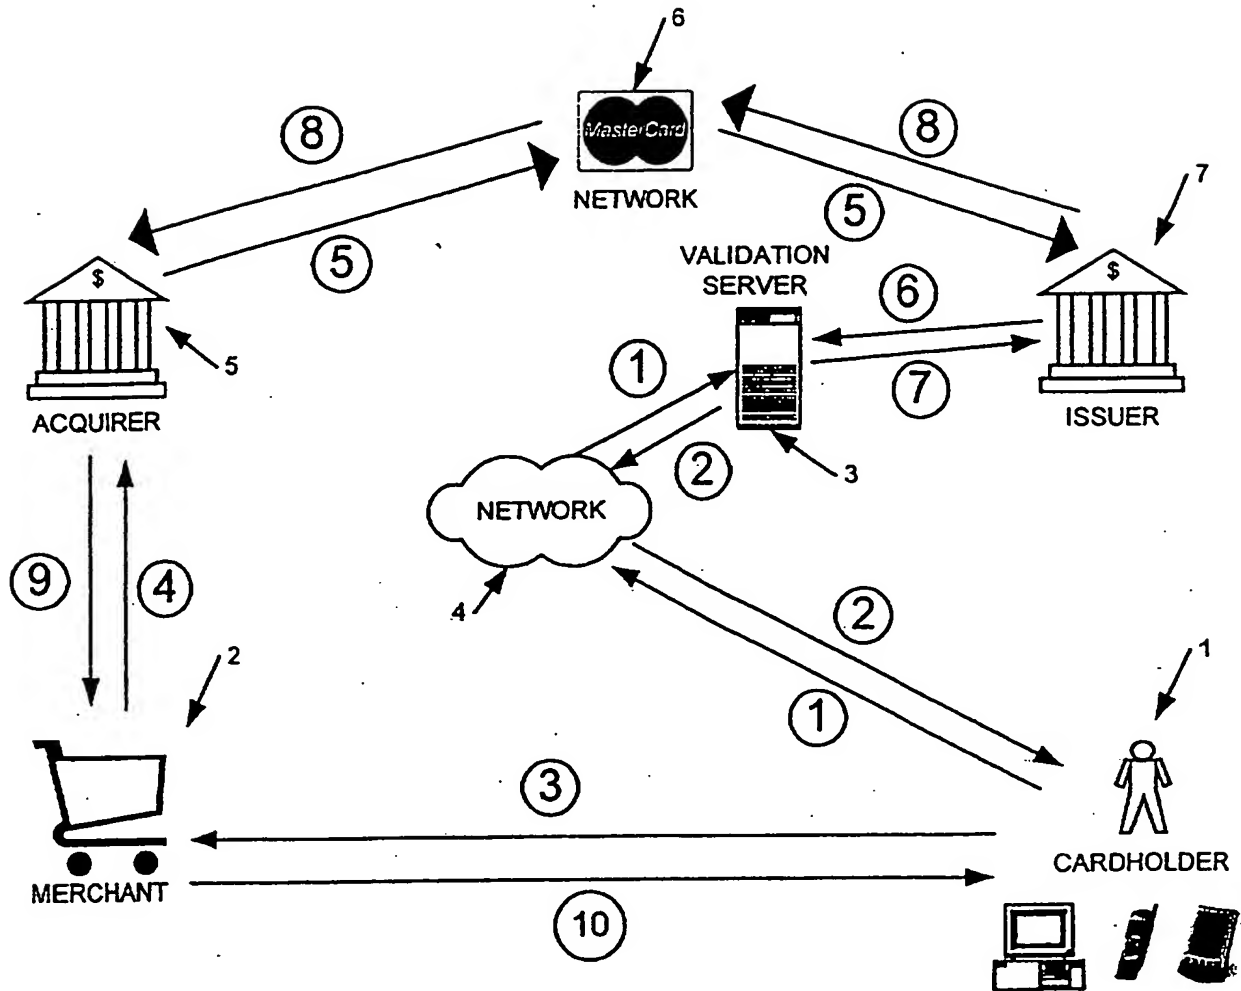 6
MasterCard
NETWORK
8
8
7
5
5
$
VALIDATION
SERVER
$
6
5
1
7
ACQUIRER
ISSUER
2
3
NETWORK
9
4
4
2
2
1
1
3
MERCHANT
CARDHOLDER
10